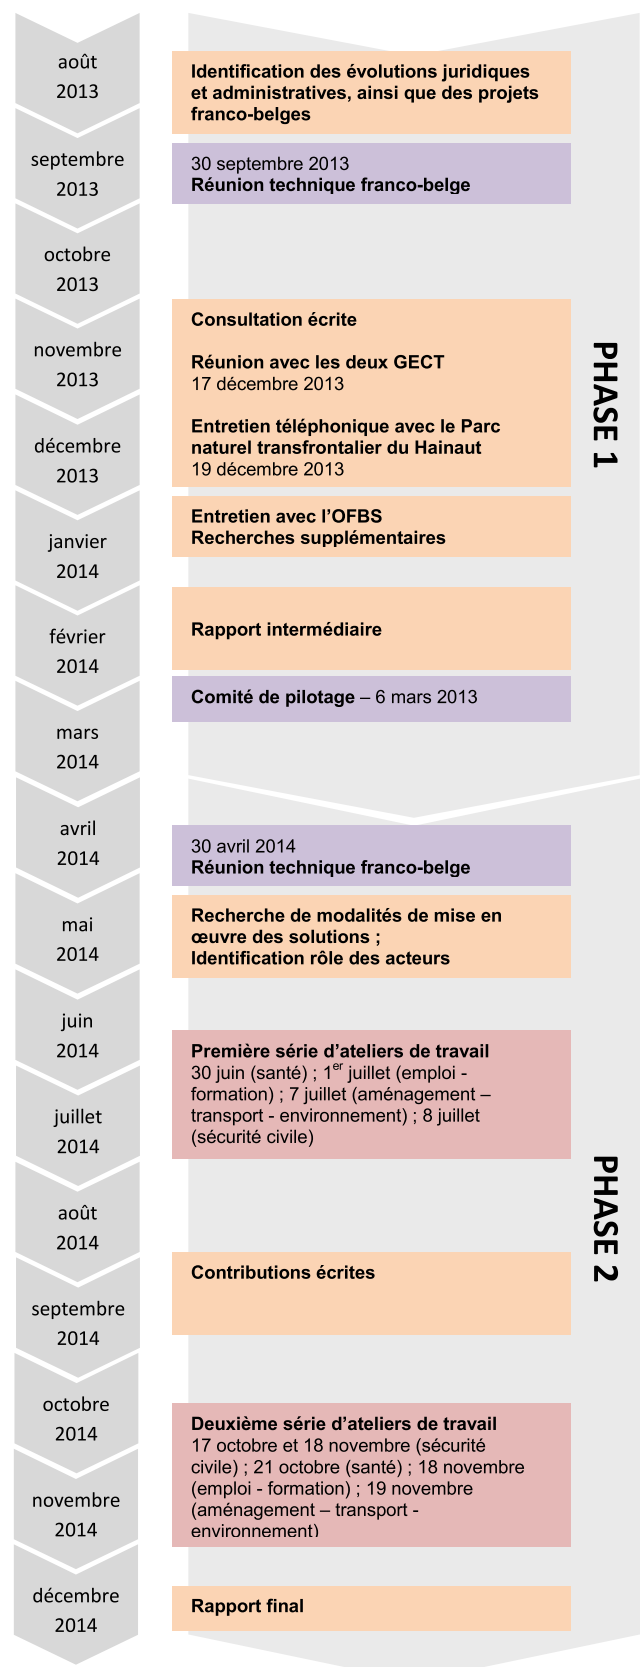 août
2013
Identification des évolutions juridiques
et administratives, ainsi que des projets
franco-belges
septembre
2013
30 septembre 2013
Réunion technique franco-belge
octobre
2013
novembre
2013
Consultation écrite
Réunion avec les deux GECT
17 décembre 2013
décembre
2013
Entretien téléphonique avec le Parc
naturel transfrontalier du Hainaut
19 décembre 2013
PHASE 1
janvier
2014
Entretien avec l’OFBS
Recherches supplémentaires
février
2014
Rapport intermédiaire
mars
2014
Comité de pilotage – 6 mars 2013
avril
2014
30 avril 2014
Réunion technique franco-belge
mai
2014
Recherche de modalités de mise en
œuvre des solutions ;
Identification rôle des acteurs
juin
2014
juillet
2014
Première série d’ateliers de travail
30 juin (santé) ; 1er juillet (emploi -
formation) ; 7 juillet (aménagement –
transport - environnement) ; 8 juillet
(sécurité civile)
août
2014
PHASE 2
septembre
2014
Contributions écrites
octobre
2014
novembre
2014
Deuxième série d’ateliers de travail
17 octobre et 18 novembre (sécurité
civile) ; 21 octobre (santé) ; 18 novembre
(emploi - formation) ; 19 novembre
(aménagement – transport -
environnement)
décembre
2014
Rapport final